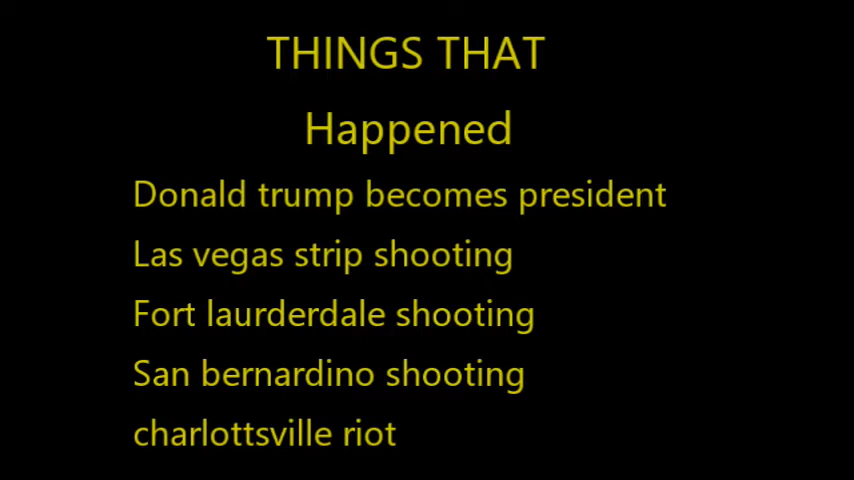 THINGS THAT
Happened
Donald trump becomes president
Las vegas strip shooting
Fort laurderdale shooting
San bernardino shooting
charlottsville riot